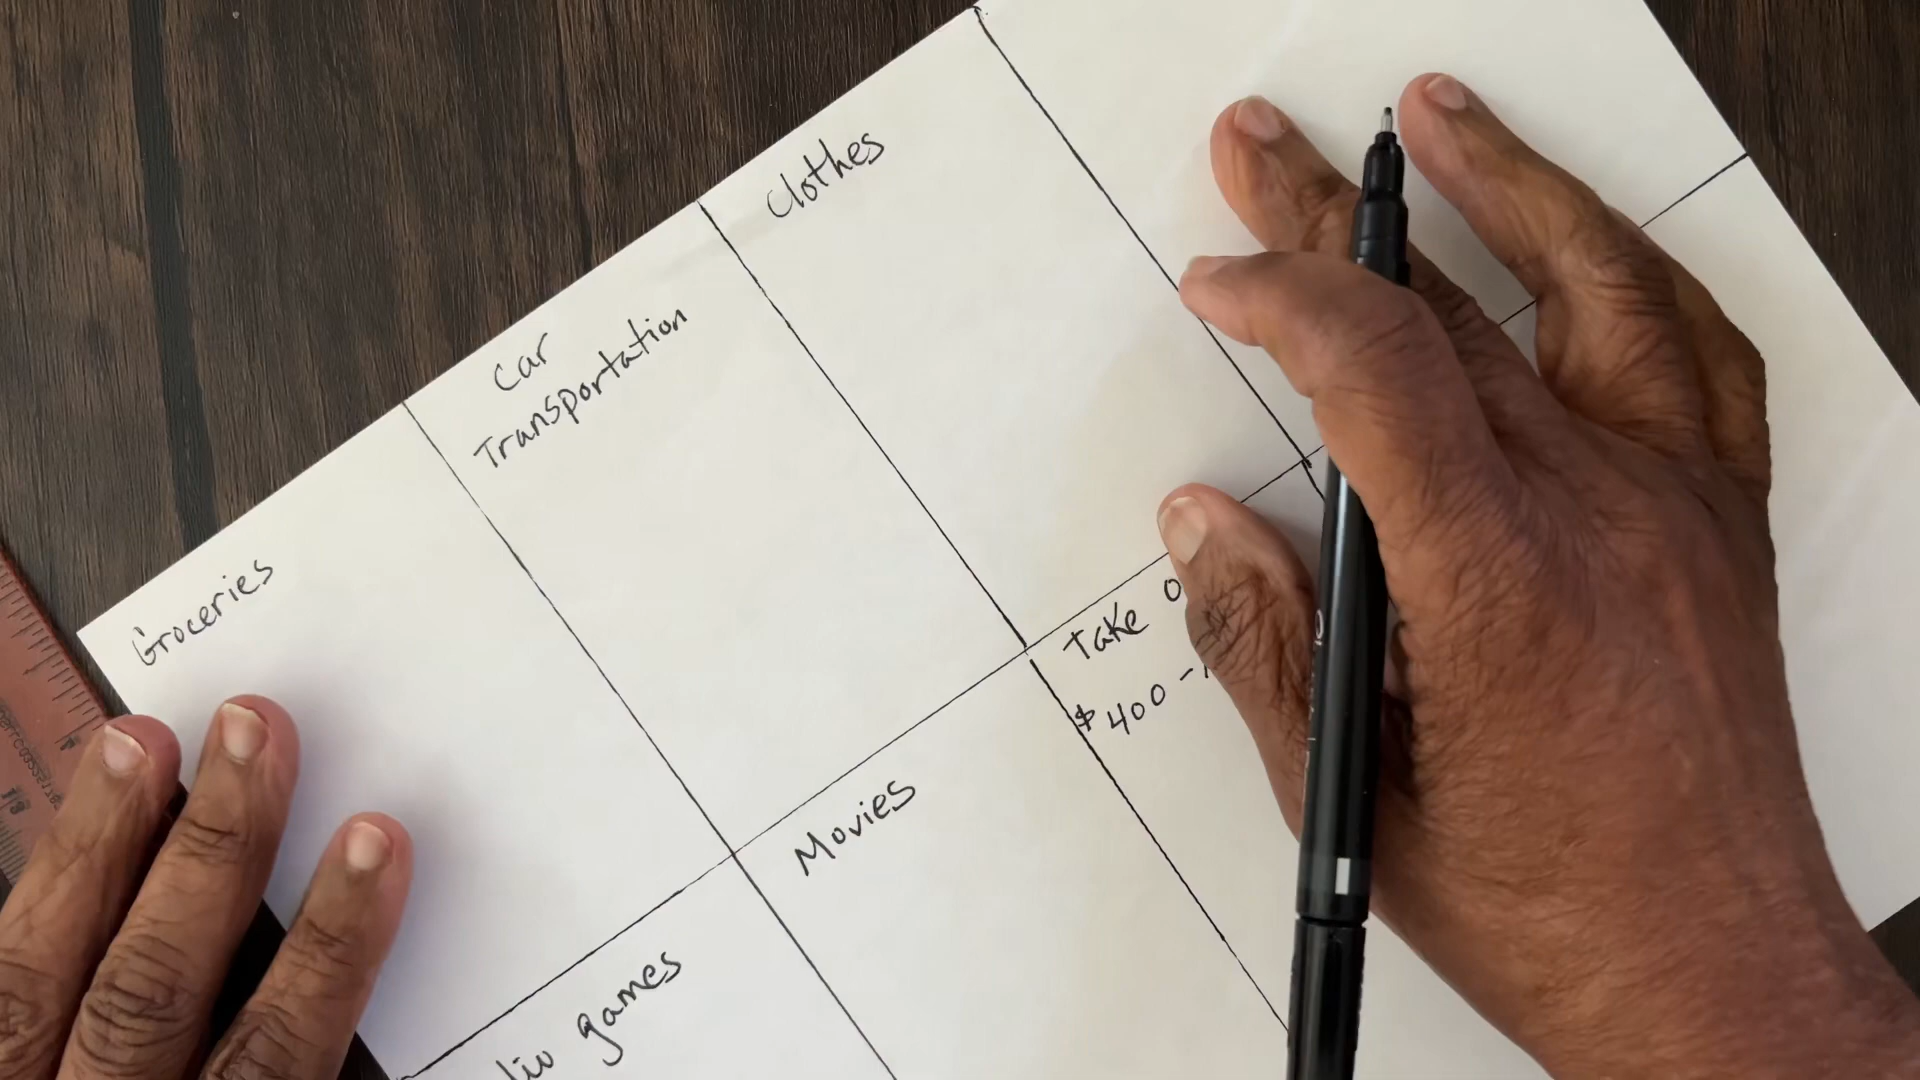 Groceries
Car
Transportation
Clothes
Take
$400 -
Movies
games